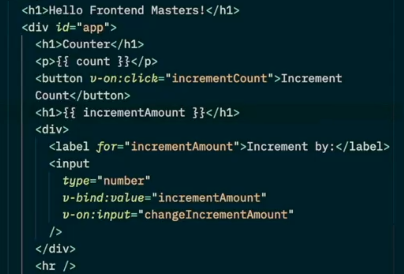 <h1>Hello Frontend Masters!</h1>
<div id="app">
<h1>Counter</h1>
<p>{{ count }}</p>
<button v-on:click="incrementCount">Increment
Count</button>
<h1>{{ incrementAmount }}</h1>
<div>
<label for="incrementAmount">Increment by:</label>
<input
type="number"
v-bind:value="incrementAmount"
v-on:input="changeIncrementAmount"
/>
</div>
<hr />